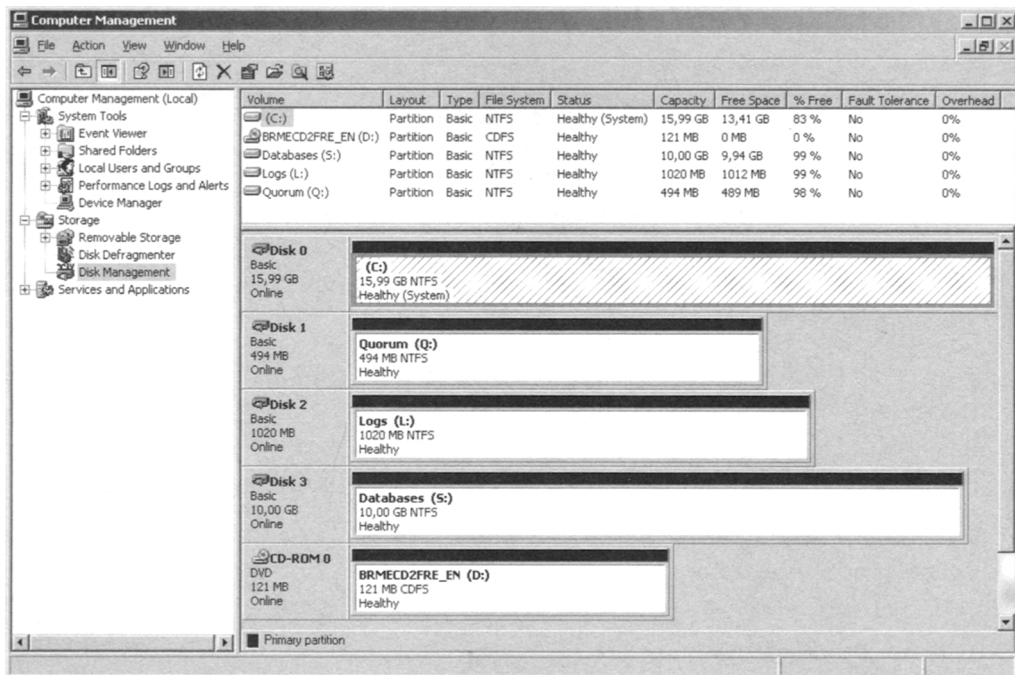 Computer Management
File Action View Window Help
Computer Management (Local)
System Tools
Event Viewer
Shared Folders
Local Users and Groups
Performance Logs and Alerts
Device Manager
Storage
Removable Storage
Disk Defragmenter
Disk Management
Services and Applications
Volume Layout Type File System Status Capacity Free Space % Free Fault Tolerance Overhead
(C:) Partition Basic NTFS Healthy (System) 15,99 GB 13,41 GB 83 % No 0%
BRMECD2FRE_EN (D:) Partition Basic CDFS Healthy 121 MB 0 MB 0 % No 0%
Databases (S:) Partition Basic NTFS Healthy 10,00 GB 9,94 GB 99 % No 0%
Logs (L:) Partition Basic NTFS Healthy 1020 MB 1012 MB 99 % No 0%
Quorum (Q:) Partition Basic NTFS Healthy 494 MB 489 MB 98 % No 0%
Disk 0
Basic
15,99 GB
Online
(C:)
15,99 GB NTFS
Healthy (System)
Disk 1
Basic
494 MB
Online
Quorum (Q:)
494 MB NTFS
Healthy
Disk 2
Basic
1020 MB
Online
Logs (L:)
1020 MB NTFS
Healthy
Disk 3
Basic
10,00 GB
Online
Databases (S:)
10,00 GB NTFS
Healthy
CD-ROM 0
DVD
121 MB
Online
BRMECD2FRE_EN (D:)
121 MB CDFS
Healthy
Primary partition